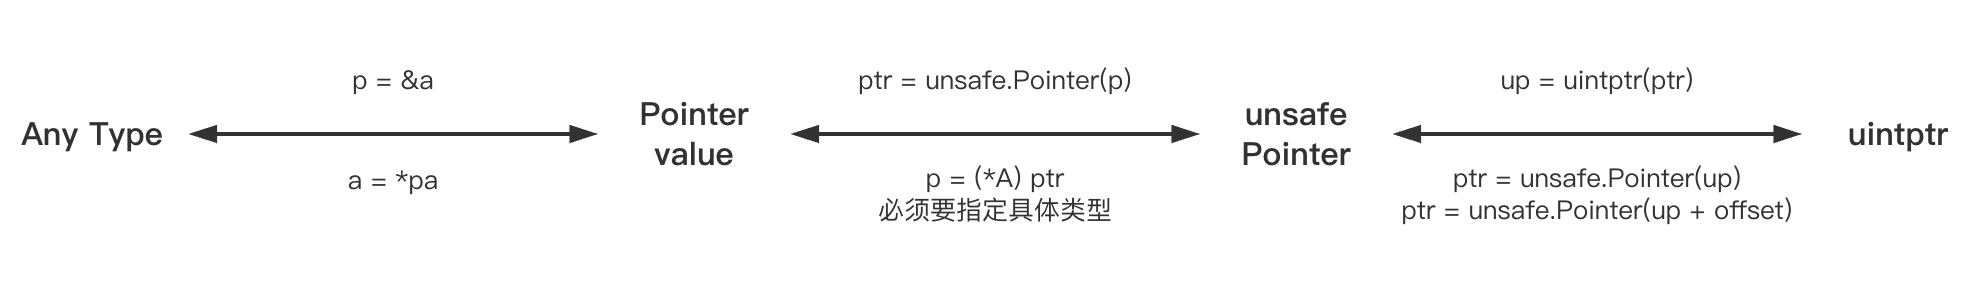 p = &a
ptr = unsafe.Pointer(p)
up = uintptr(ptr)
Any Type
Pointer
value
unsafe
Pointer
uintptr
a = *pa
p = (*A) ptr
必须要指定具体类型
ptr = unsafe.Pointer(up)
ptr = unsafe.Pointer(up + offset)